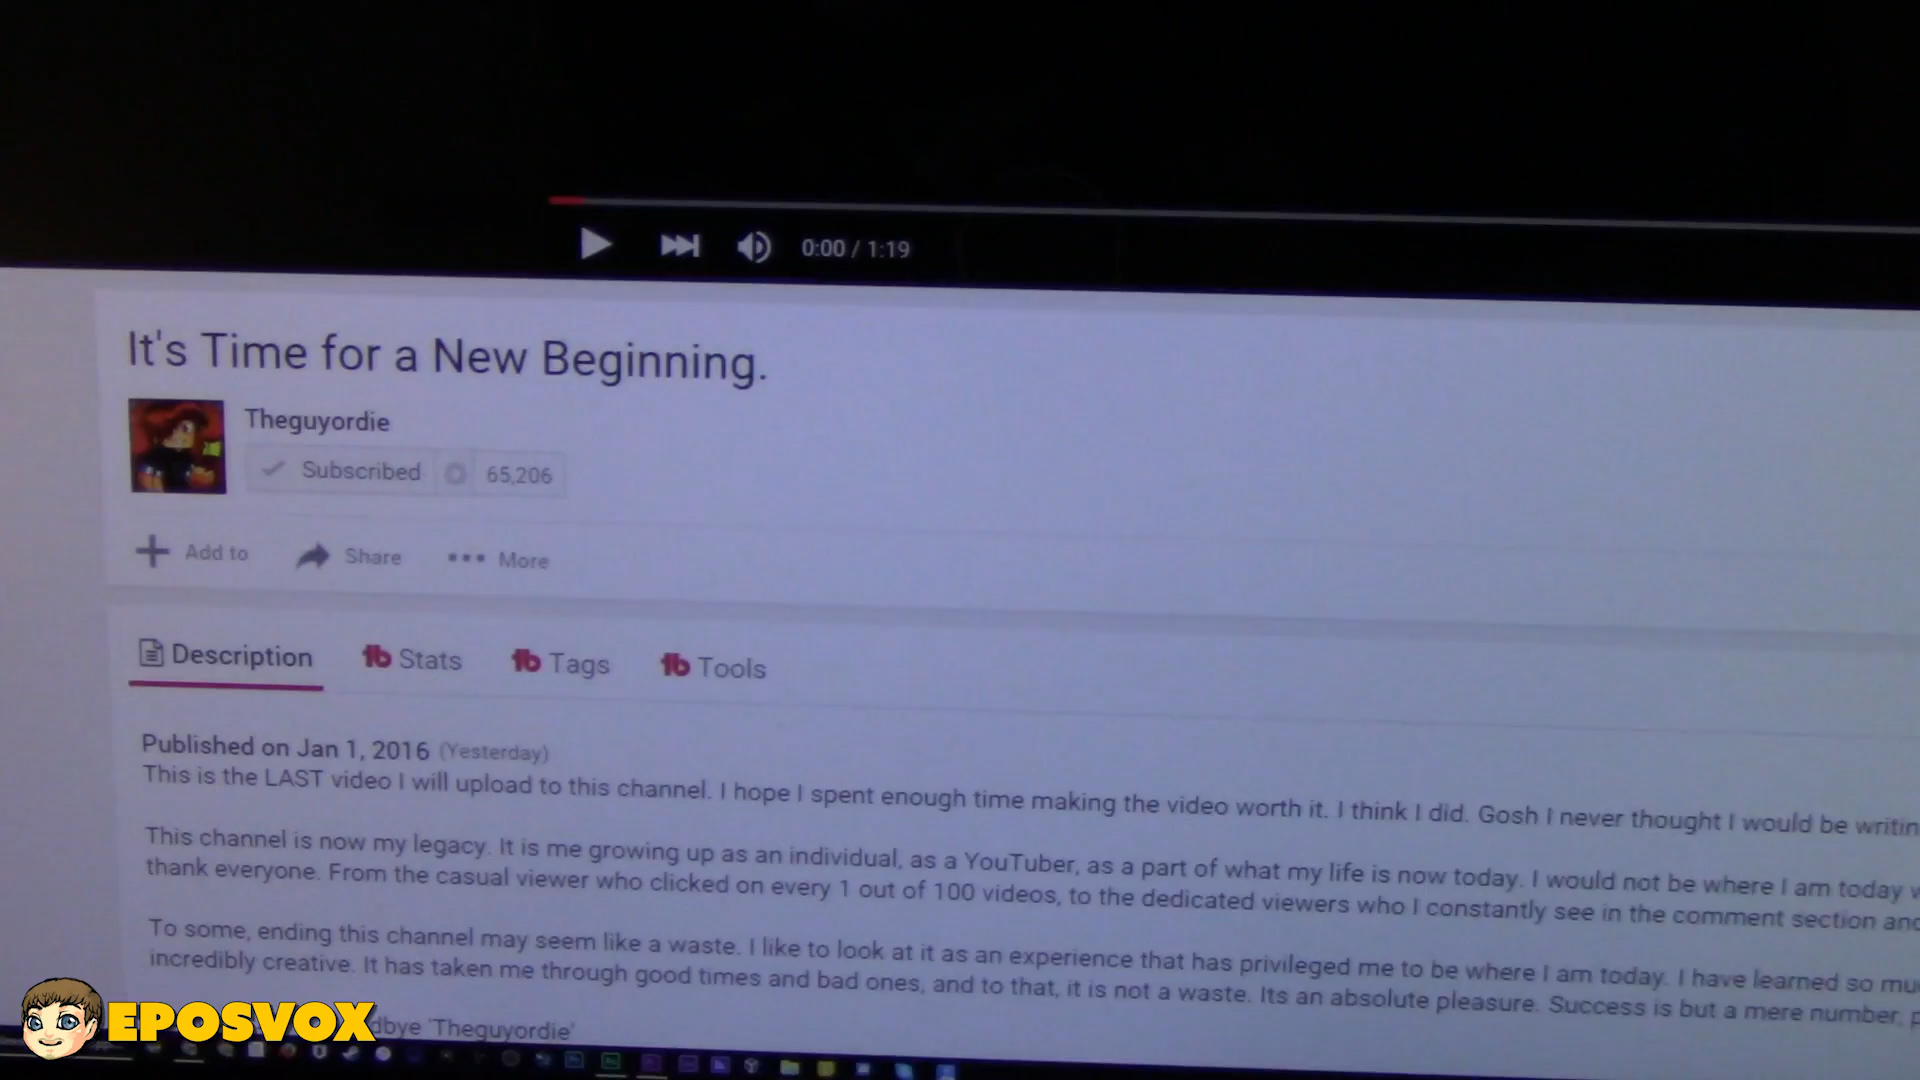 0:00 / 1:19
It's Time for a New Beginning.
Theguyordie
Subscribed 65,206
Add to Share More
Description Stats Tags Tools
Published on Jan 1, 2016 (Yesterday)
This is the LAST video I will upload to this channel. I hope I spent enough time making the video worth it. I think I did. Gosh I never thought I would be writin
This channel is now my legacy. It is me growing up as an individual, as a YouTuber, as a part of what my life is now today. I would not be where I am today w
thank everyone. From the casual viewer who clicked on every 1 out of 100 videos, to the dedicated viewers who I constantly see in the comment section and
To some, ending this channel may seem like a waste. I like to look at it as an experience that has privileged me to be where I am today. I have learned so mu
incredibly creative. It has taken me through good times and bad ones, and to that, it is not a waste. Its an absolute pleasure. Success is but a mere number, p
dbye 'Theguyordie'
EPOSVOX